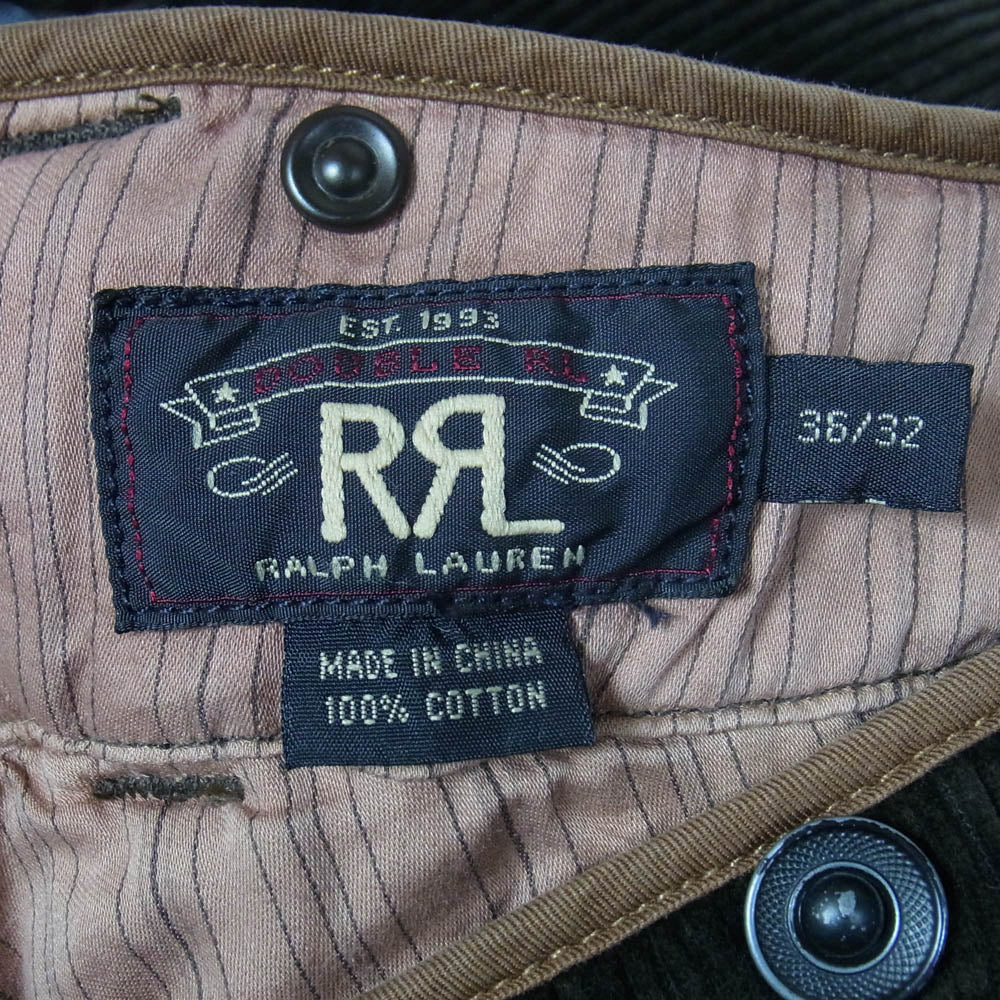 EST. 1993
DOUBLE RL
RRL
RALPH LAUREN
36/32
MADE IN CHINA
100% COTTON